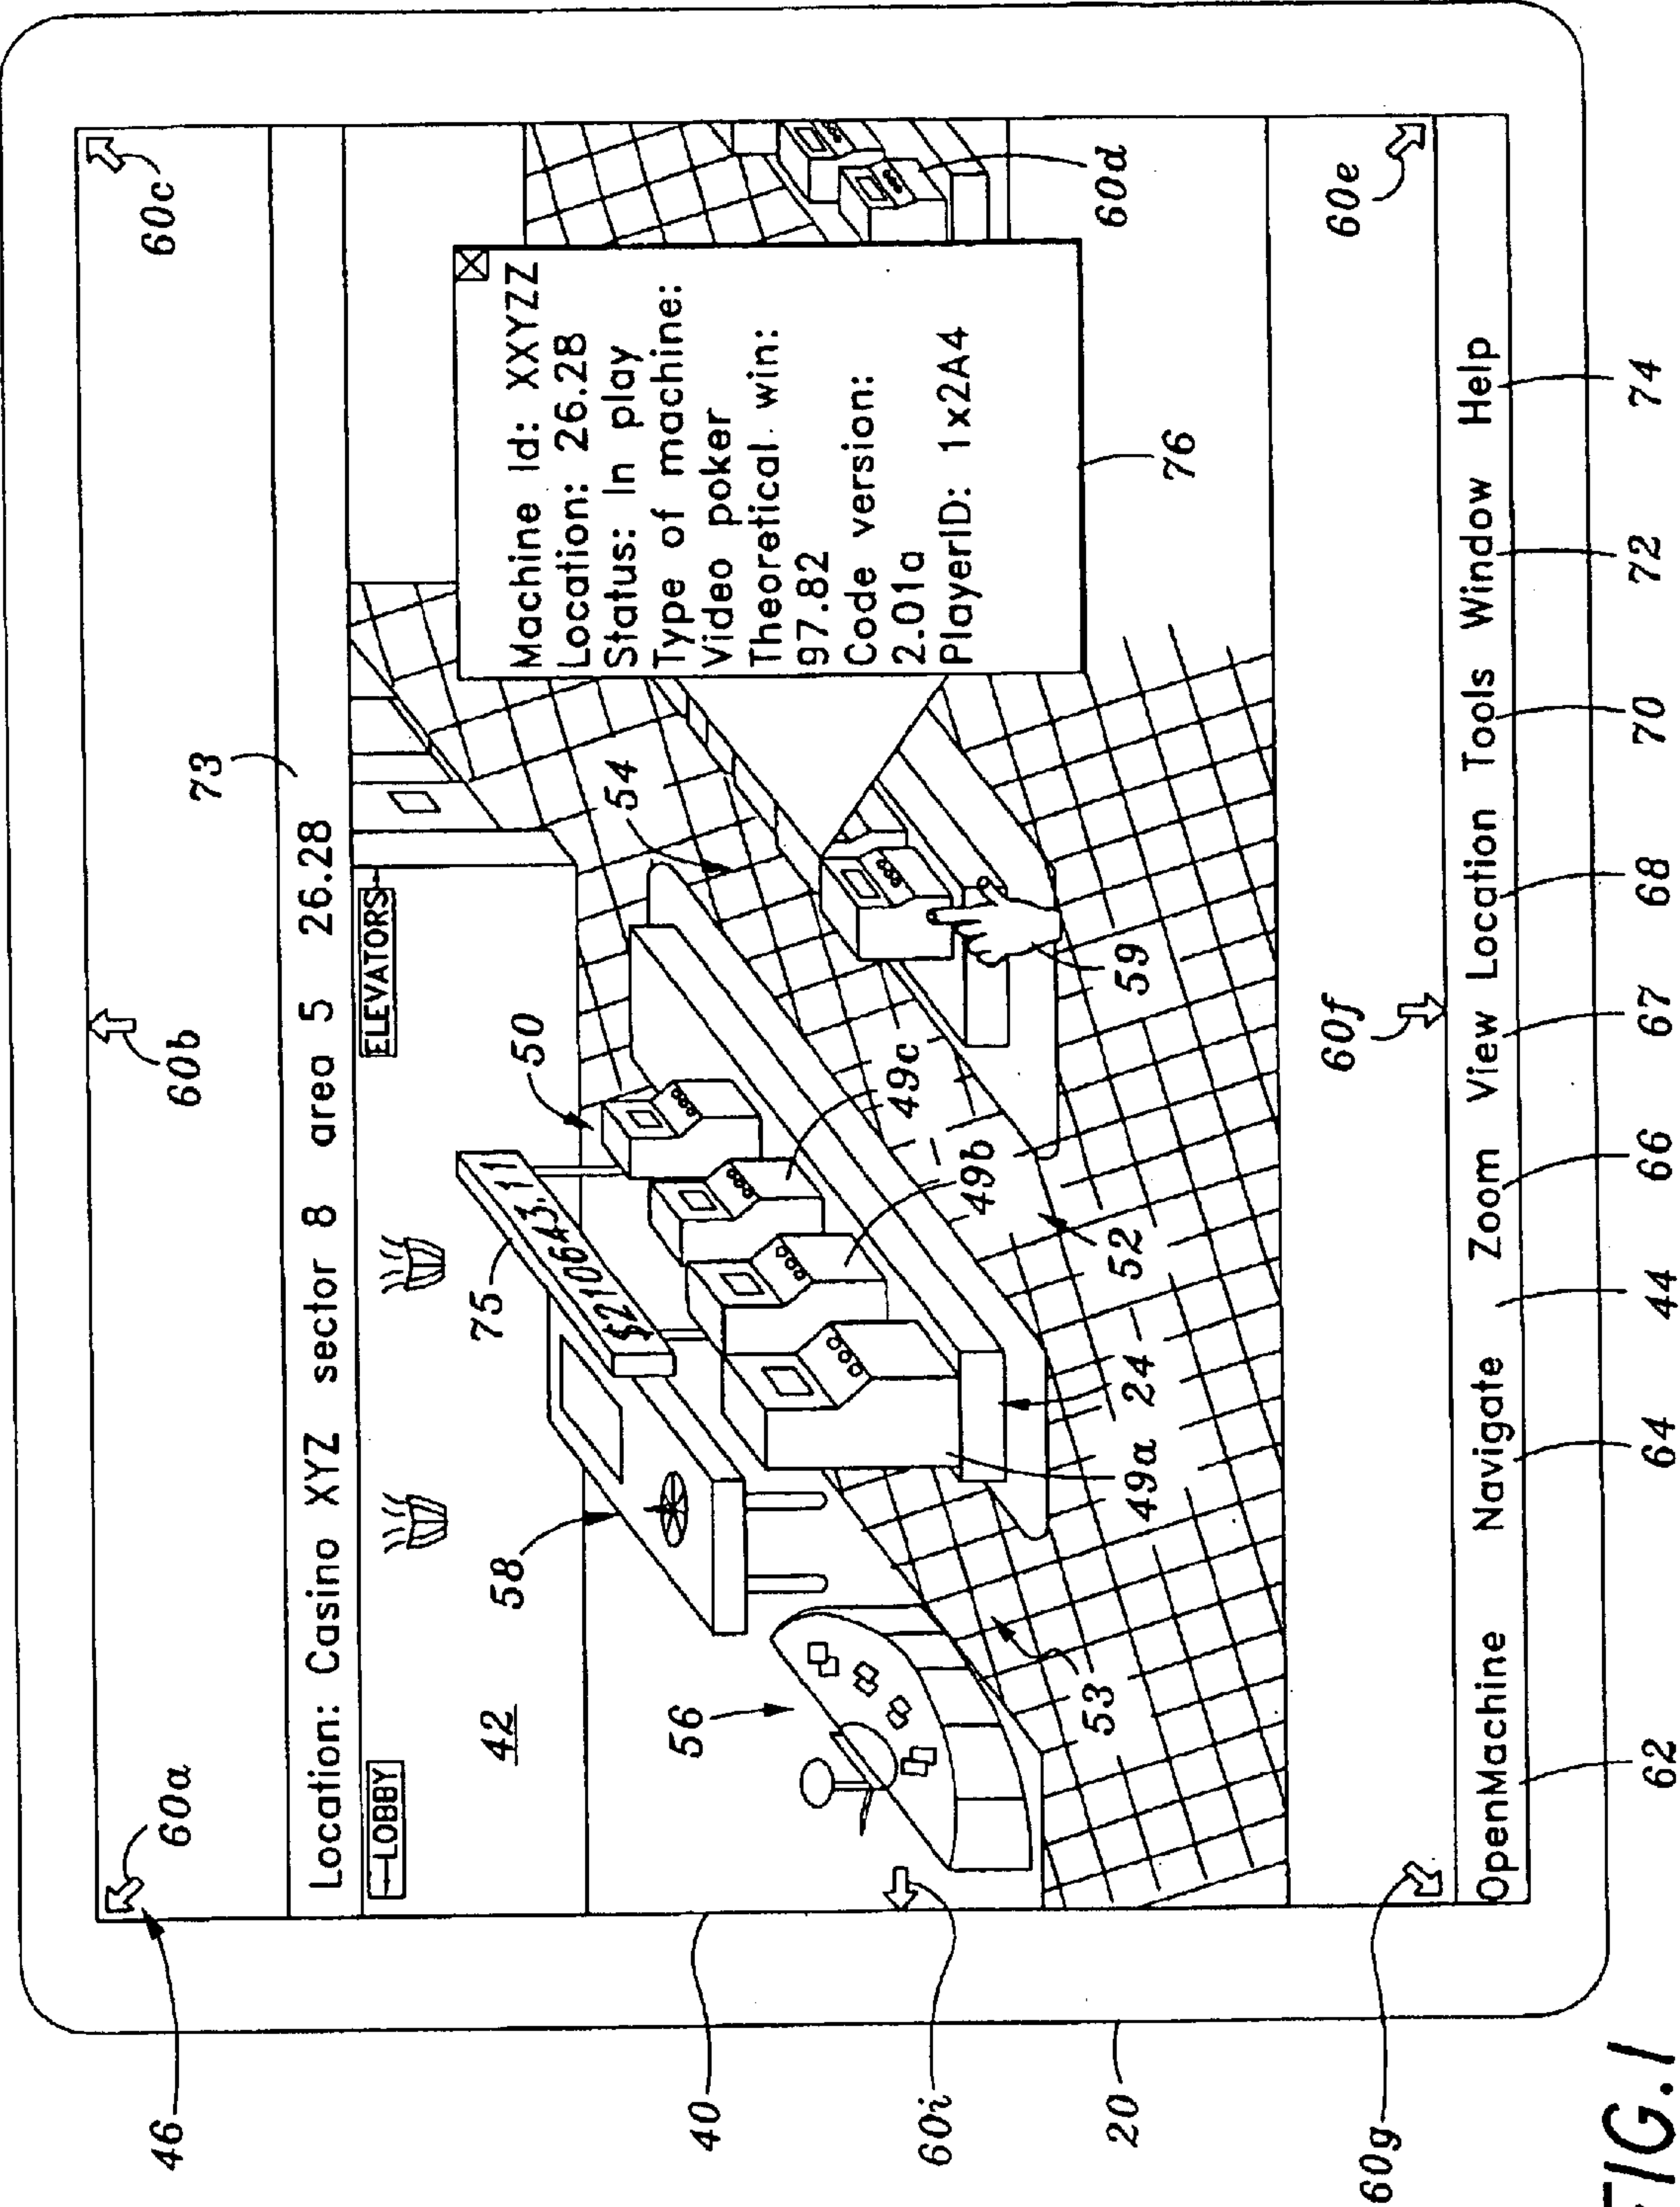 46
60a
60b
60c
73
Location: Casino XYZ sector 8 area 5 26.28
LOBBY
ELEVATORS
42
75
$210643.11
50
58
54
56
Machine Id: XXYZZ
Location: 26.28
Status: In play
Type of machine:
Video poker
Theoretical win:
97.82
Code version:
2.01a
PlayerID: 1x2A4
76
40
60i
49c
49b
59
60d
53
49a
24
52
20
60g
60f
60e
OpenMachine Navigate Zoom View Location Tools Window Help
62
64
44
66
67
68
70
72
74
FIG.1